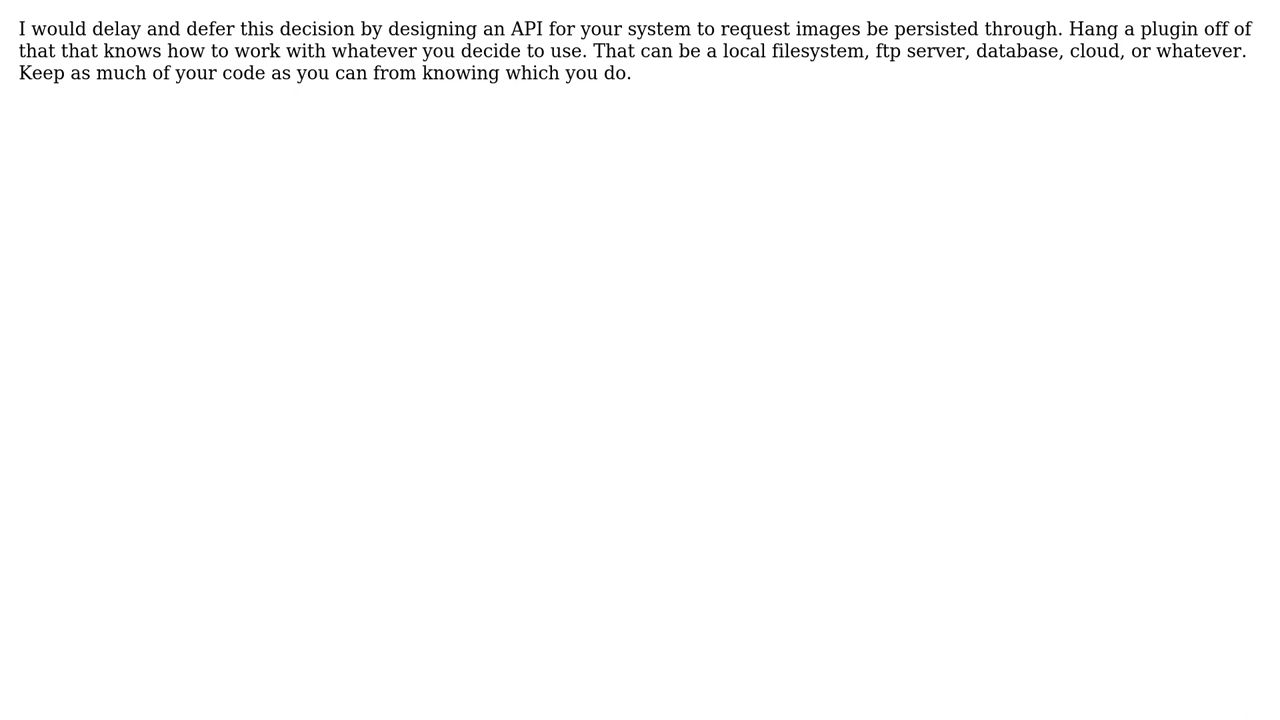 I would delay and defer this decision by designing an API for your system to request images be persisted through. Hang a plugin off of
that that knows how to work with whatever you decide to use. That can be a local filesystem, ftp server, database, cloud, or whatever.
Keep as much of your code as you can from knowing which you do.